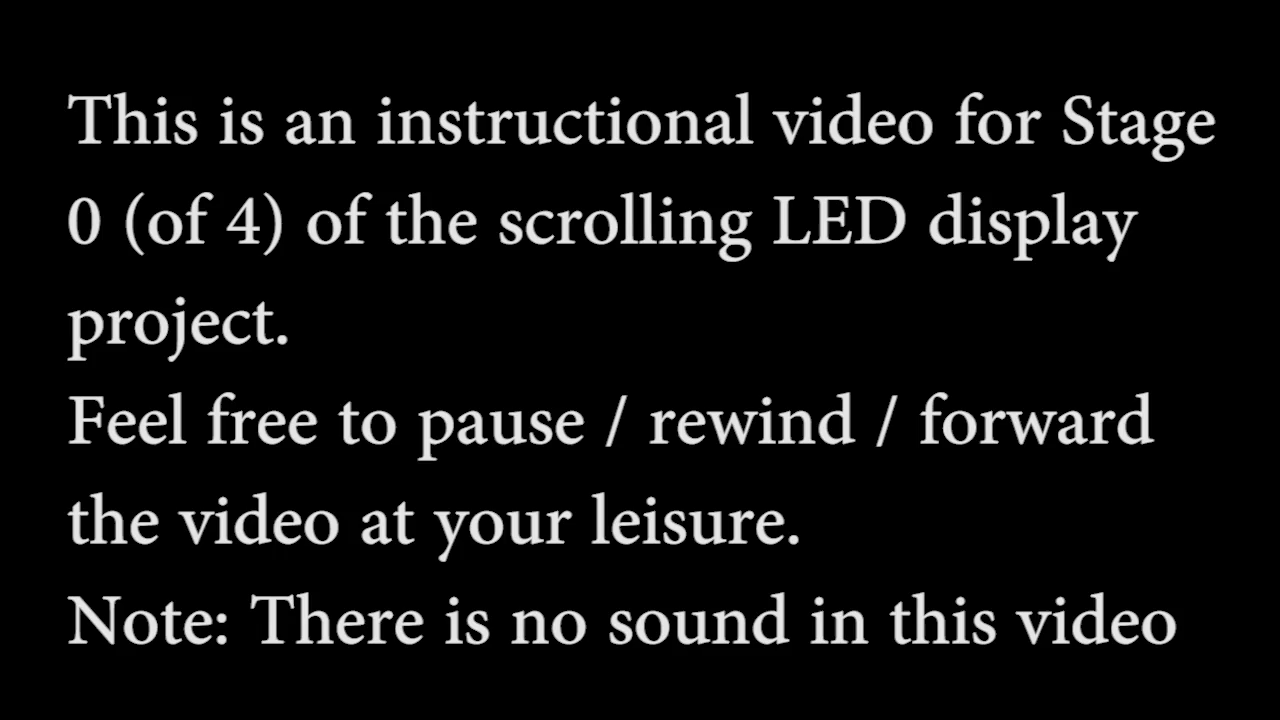 This is an instructional video for Stage
0 (of 4) of the scrolling LED display
project.
Feel free to pause / rewind / forward
the video at your leisure.
Note: There is no sound in this video